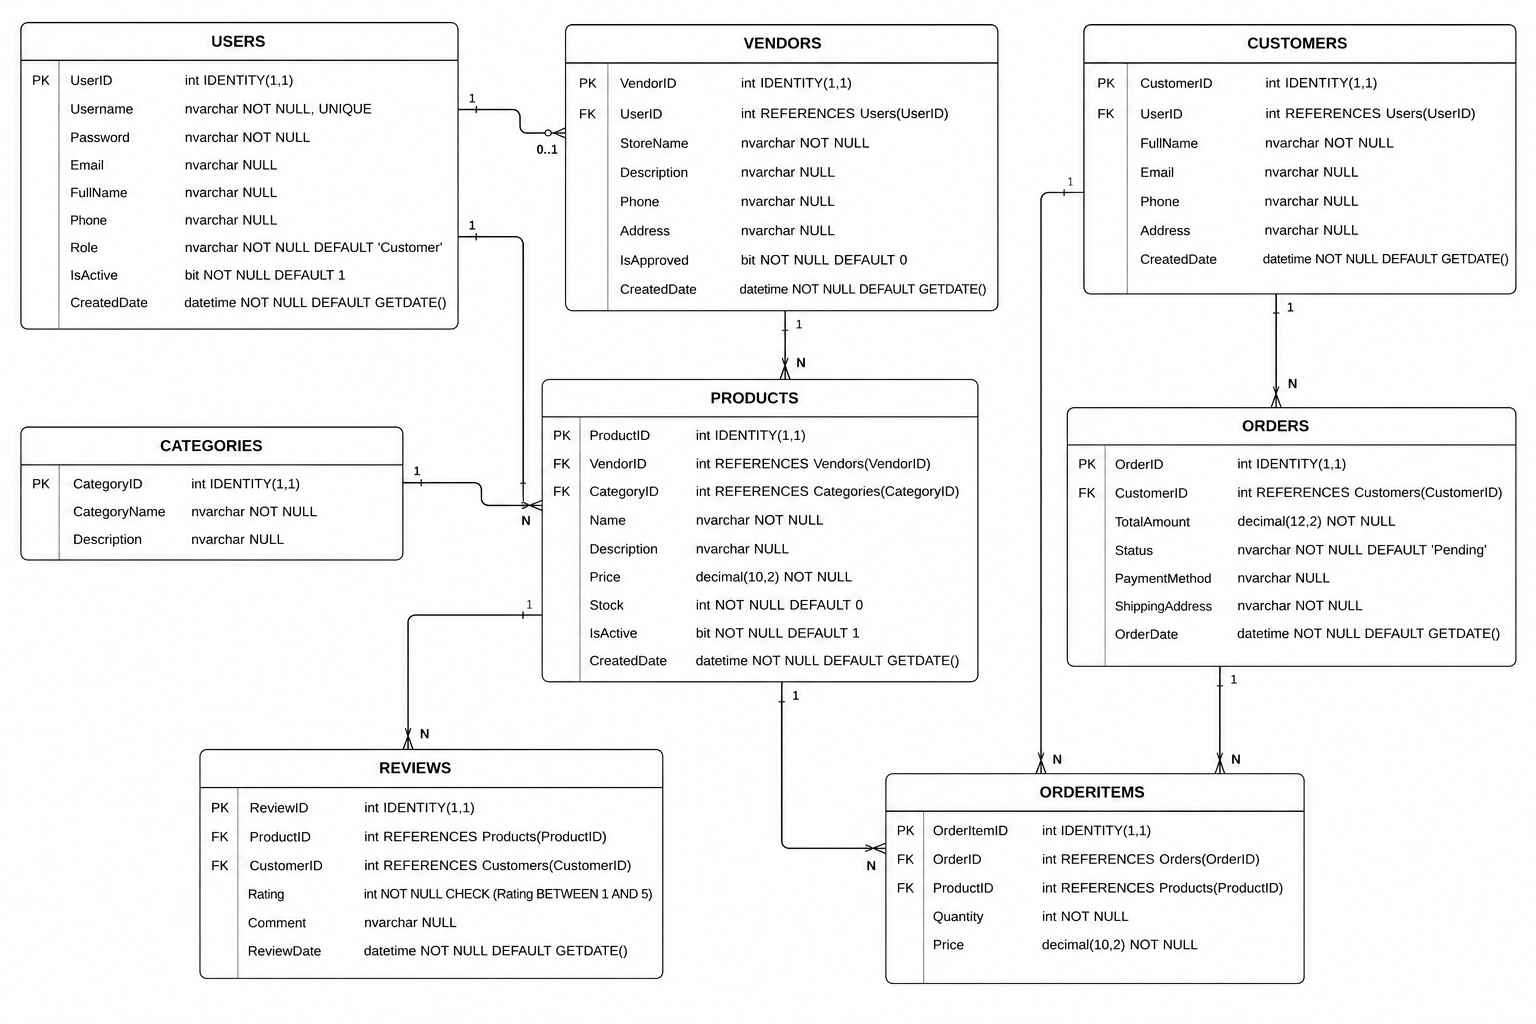 USERS
PK UserID int IDENTITY(1,1)
Username nvarchar NOT NULL, UNIQUE
Password nvarchar NOT NULL
Email nvarchar NULL
FullName nvarchar NULL
Phone nvarchar NULL
Role nvarchar NOT NULL DEFAULT 'Customer'
IsActive bit NOT NULL DEFAULT 1
CreatedDate datetime NOT NULL DEFAULT GETDATE()
1
0..1
1
VENDORS
PK VendorID int IDENTITY(1,1)
FK UserID int REFERENCES Users(UserID)
StoreName nvarchar NOT NULL
Description nvarchar NULL
Phone nvarchar NULL
Address nvarchar NULL
IsApproved bit NOT NULL DEFAULT 0
CreatedDate datetime NOT NULL DEFAULT GETDATE()
1
N
CUSTOMERS
PK CustomerID int IDENTITY(1,1)
FK UserID int REFERENCES Users(UserID)
FullName nvarchar NOT NULL
Email nvarchar NULL
Phone nvarchar NULL
Address nvarchar NULL
CreatedDate datetime NOT NULL DEFAULT GETDATE()
1
1
N
CATEGORIES
PK CategoryID int IDENTITY(1,1)
CategoryName nvarchar NOT NULL
Description nvarchar NULL
1
N
PRODUCTS
PK ProductID int IDENTITY(1,1)
FK VendorID int REFERENCES Vendors(VendorID)
FK CategoryID int REFERENCES Categories(CategoryID)
Name nvarchar NOT NULL
Description nvarchar NULL
Price decimal(10,2) NOT NULL
Stock int NOT NULL DEFAULT 0
IsActive bit NOT NULL DEFAULT 1
CreatedDate datetime NOT NULL DEFAULT GETDATE()
1
N
1
N
ORDERS
PK OrderID int IDENTITY(1,1)
FK CustomerID int REFERENCES Customers(CustomerID)
TotalAmount decimal(12,2) NOT NULL
Status nvarchar NOT NULL DEFAULT 'Pending'
PaymentMethod nvarchar NULL
ShippingAddress nvarchar NOT NULL
OrderDate datetime NOT NULL DEFAULT GETDATE()
1
N
N
REVIEWS
PK ReviewID int IDENTITY(1,1)
FK ProductID int REFERENCES Products(ProductID)
FK CustomerID int REFERENCES Customers(CustomerID)
Rating int NOT NULL CHECK (Rating BETWEEN 1 AND 5)
Comment nvarchar NULL
ReviewDate datetime NOT NULL DEFAULT GETDATE()
ORDERITEMS
PK OrderItemID int IDENTITY(1,1)
FK OrderID int REFERENCES Orders(OrderID)
FK ProductID int REFERENCES Products(ProductID)
Quantity int NOT NULL
Price decimal(10,2) NOT NULL